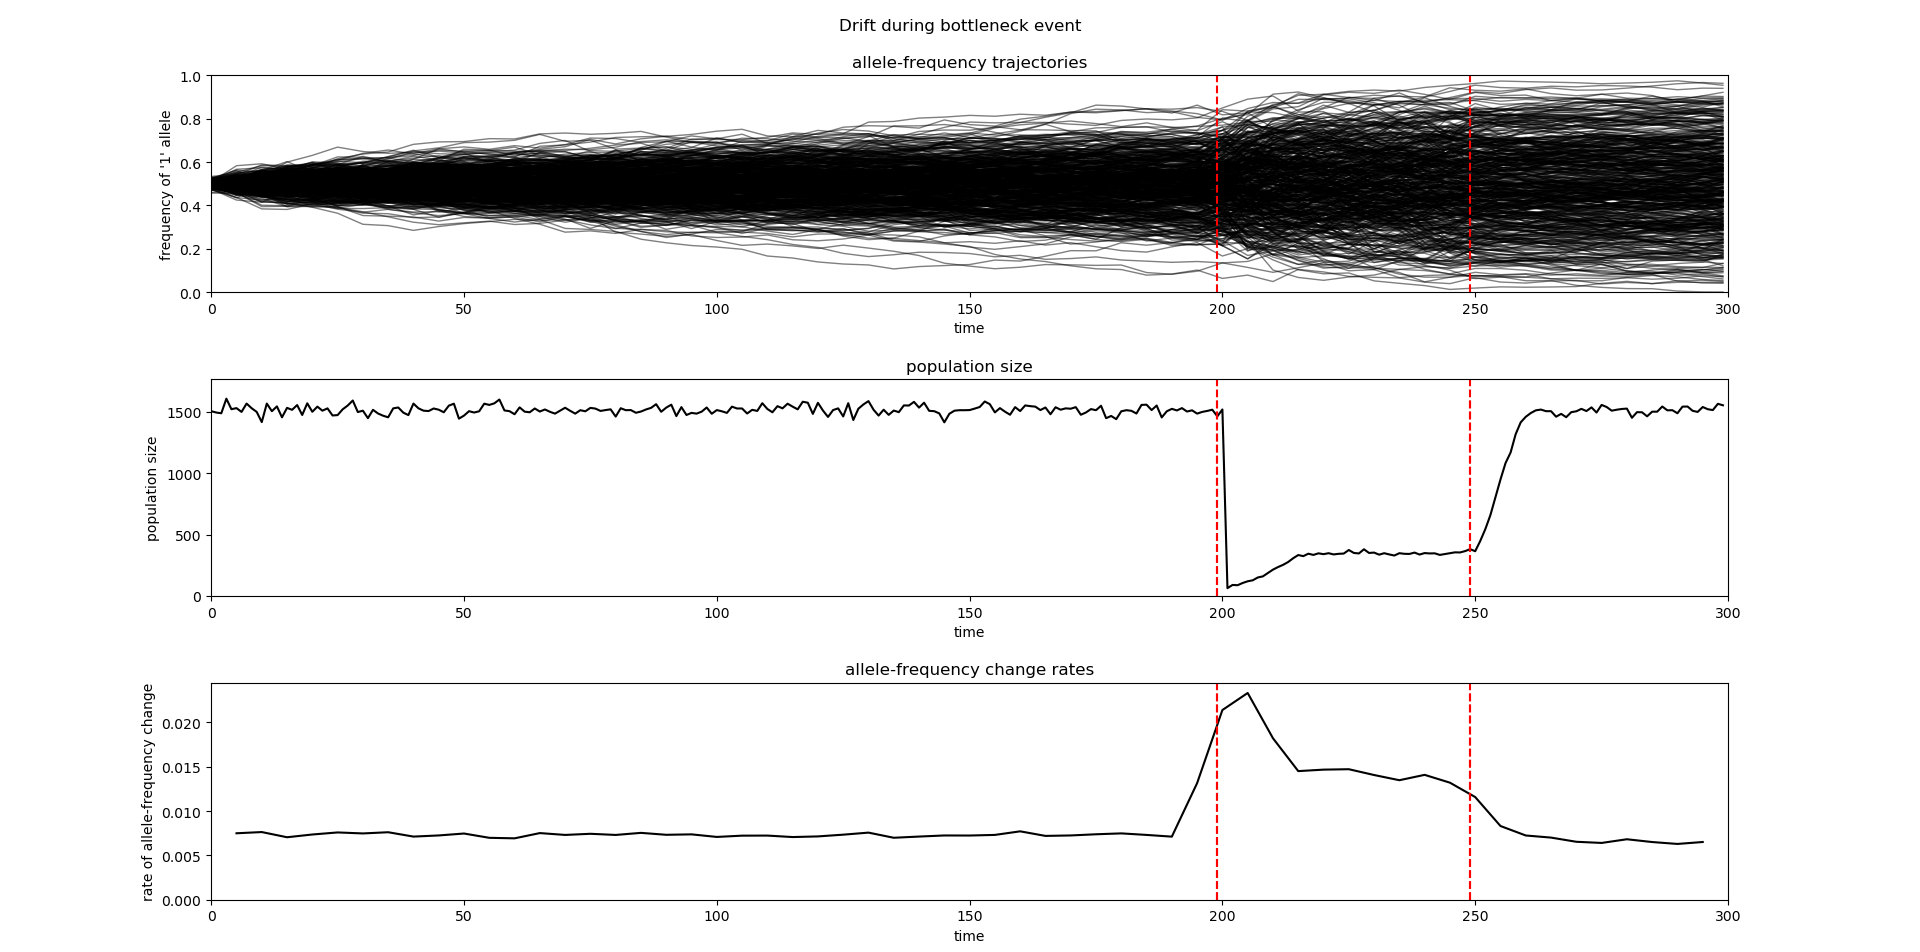 Drift during bottleneck event
allele-frequency trajectories
frequency of '1' allele
1.0
0.8
0.6
0.4
0.2
0.0
0 50 100 150 200 250 300
time
population size
population size
1500
1000
500
0
0 50 100 150 200 250 300
time
allele-frequency change rates
rate of allele-frequency change
0.020
0.015
0.010
0.005
0.000
0 50 100 150 200 250 300
time